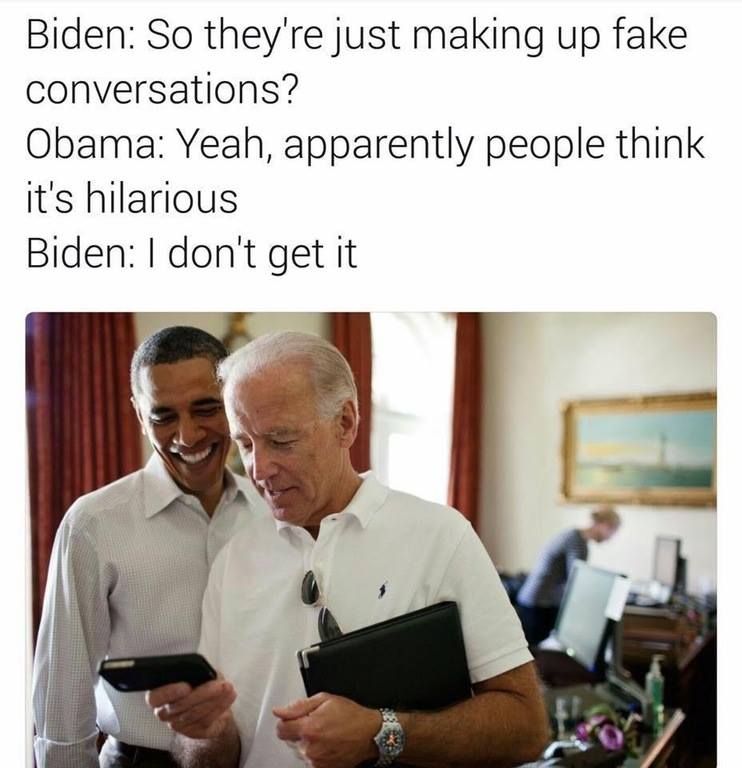 Biden: So they're just making up fake
conversations?
Obama: Yeah, apparently people think
it's hilarious
Biden: I don't get it